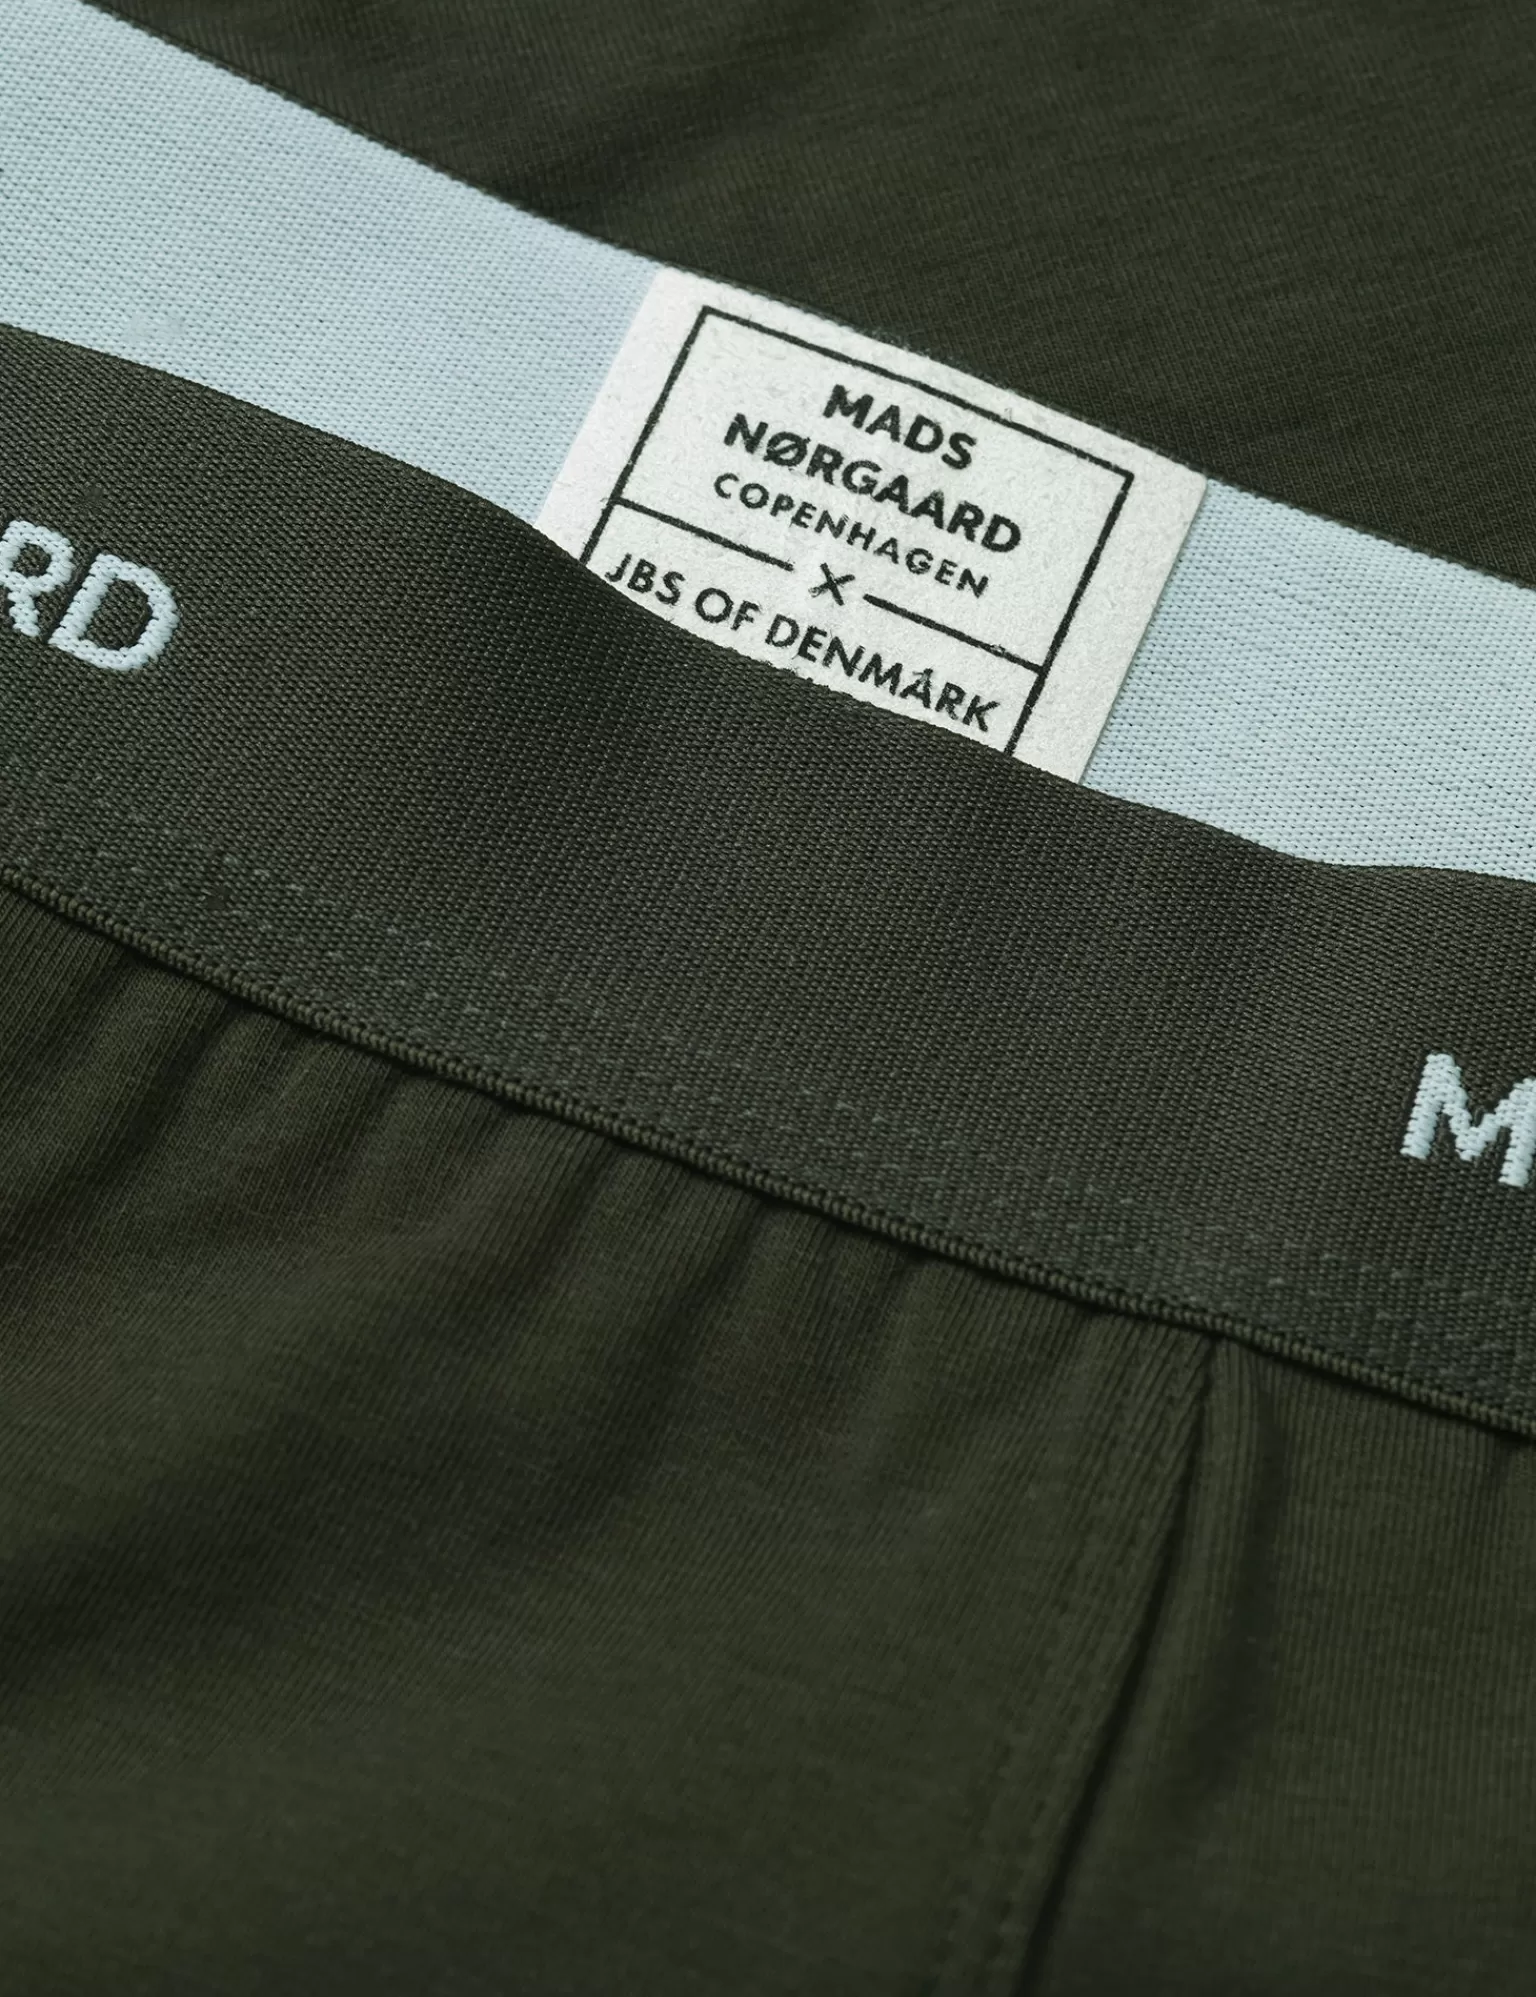 MADS
NØRGAARD
COPENHAGEN
X
JBS OF DENMARK
RD
M